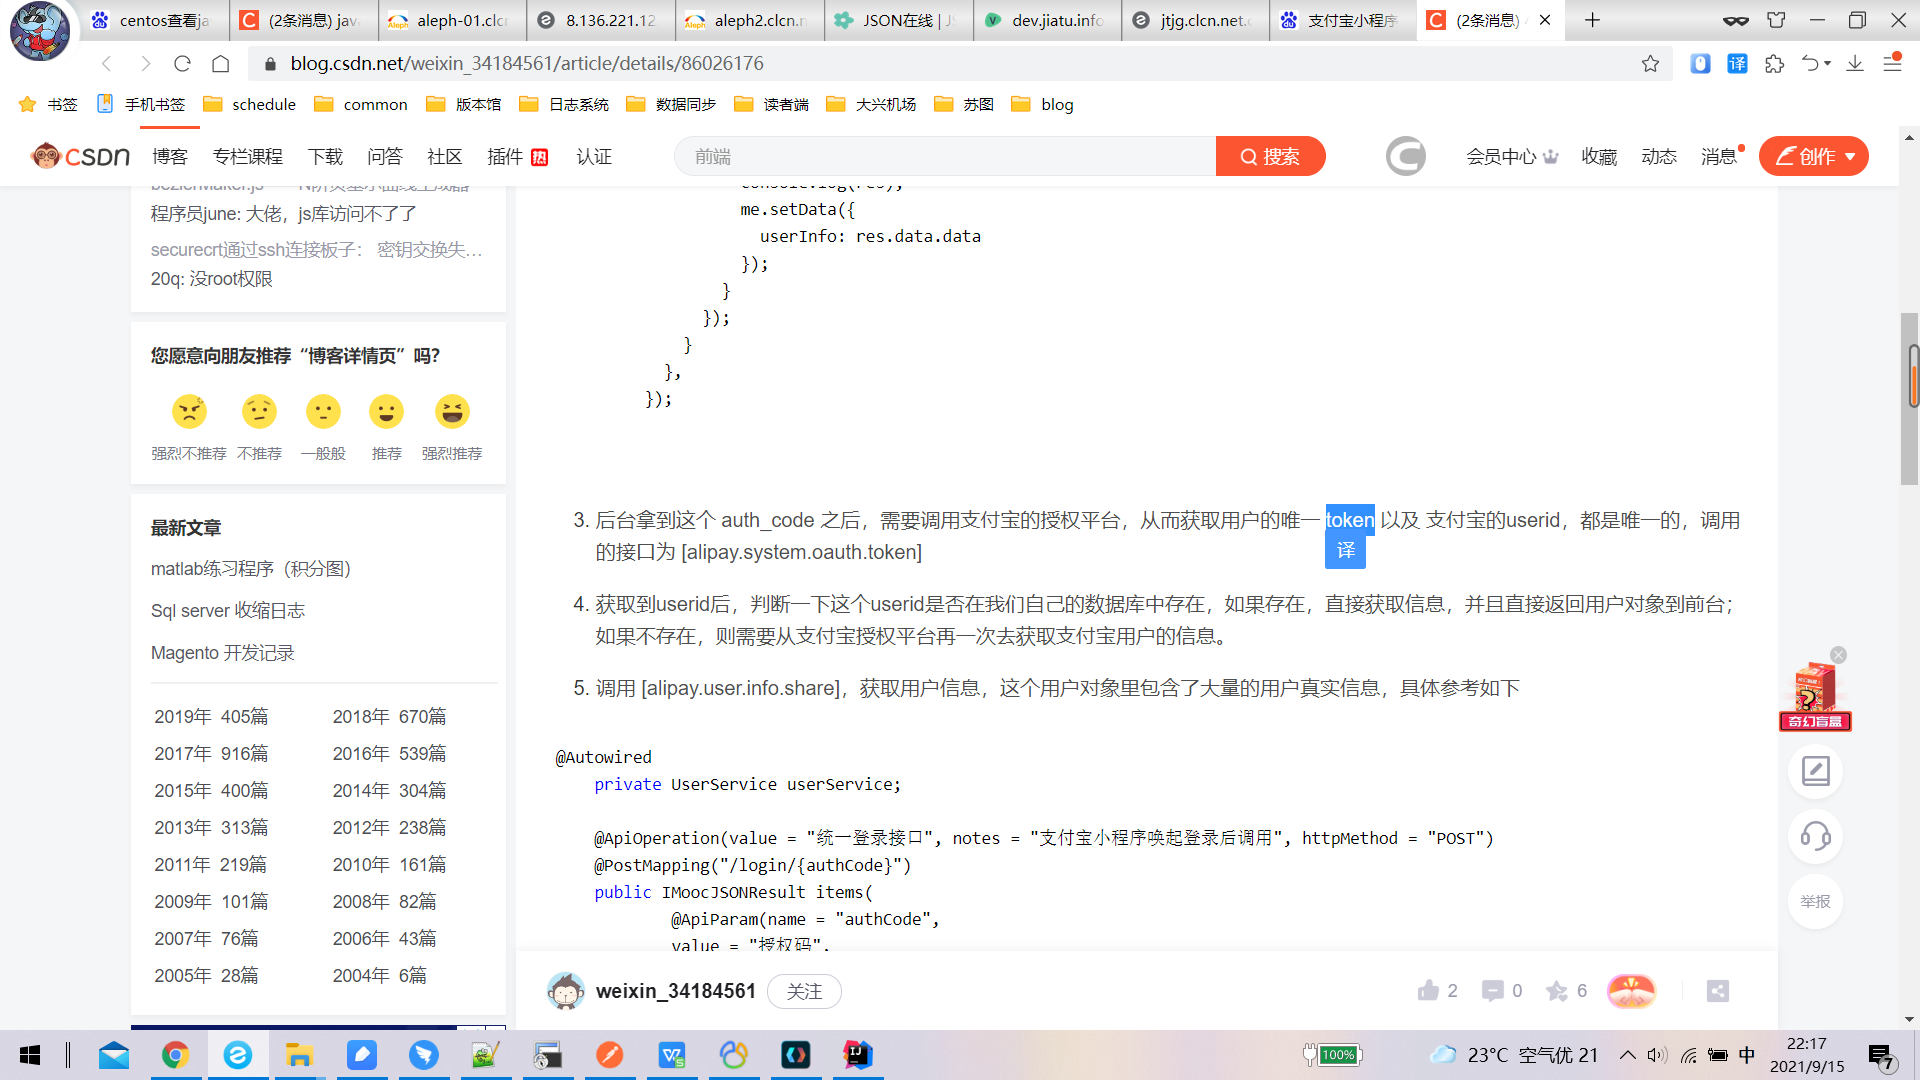 centos查看ja
(2条消息) jav
aleph-01.clcn
8.136.221.12
aleph2.clcn.n
JSON在线 | JS
dev.jiatu.info
jtjg.clcn.net.c
支付宝小程序
(2条消息)
blog.csdn.net/weixin_34184561/article/details/86026176
译
书签 手机书签 schedule common 版本馆 日志系统 数据同步 读者端 大兴机场 苏图 blog
CSDN 博客 专栏课程 下载 问答 社区 插件 热 认证 前端 搜索 会员中心 收藏 动态 消息 创作
程序员june: 大佬，js库访问不了了
securecrt通过ssh连接板子： 密钥交换失...
20q: 没root权限
您愿意向朋友推荐“博客详情页”吗？
强烈不推荐 不推荐 一般般 推荐 强烈推荐
最新文章
matlab练习程序（积分图）
Sql server 收缩日志
Magento 开发记录
2019年 405篇 2018年 670篇
2017年 916篇 2016年 539篇
2015年 400篇 2014年 304篇
2013年 313篇 2012年 238篇
2011年 219篇 2010年 161篇
2009年 101篇 2008年 82篇
2007年 76篇 2006年 43篇
2005年 28篇 2004年 6篇
console.log(res);
me.setData({
userInfo: res.data.data
});
}
});
}
},
});
3. 后台拿到这个 auth_code 之后，需要调用支付宝的授权平台，从而获取用户的唯一 token 以及 支付宝的userid，都是唯一的，调用
的接口为 [alipay.system.oauth.token]
译
4. 获取到userid后，判断一下这个userid是否在我们自己的数据库中存在，如果存在，直接获取信息，并且直接返回用户对象到前台；
如果不存在，则需要从支付宝授权平台再一次去获取支付宝用户的信息。
5. 调用 [alipay.user.info.share]，获取用户信息，这个用户对象里包含了大量的用户真实信息，具体参考如下
@Autowired
private UserService userService;
@ApiOperation(value = "统一登录接口", notes = "支付宝小程序唤起登录后调用", httpMethod = "POST")
@PostMapping("/login/{authCode}")
public IMoocJSONResult items(
@ApiParam(name = "authCode",
value = "授权码",
weixin_34184561 关注
2 0 6
奇幻盲盒
举报
100%
23°C 空气优 21
中
22:17
2021/9/15
7